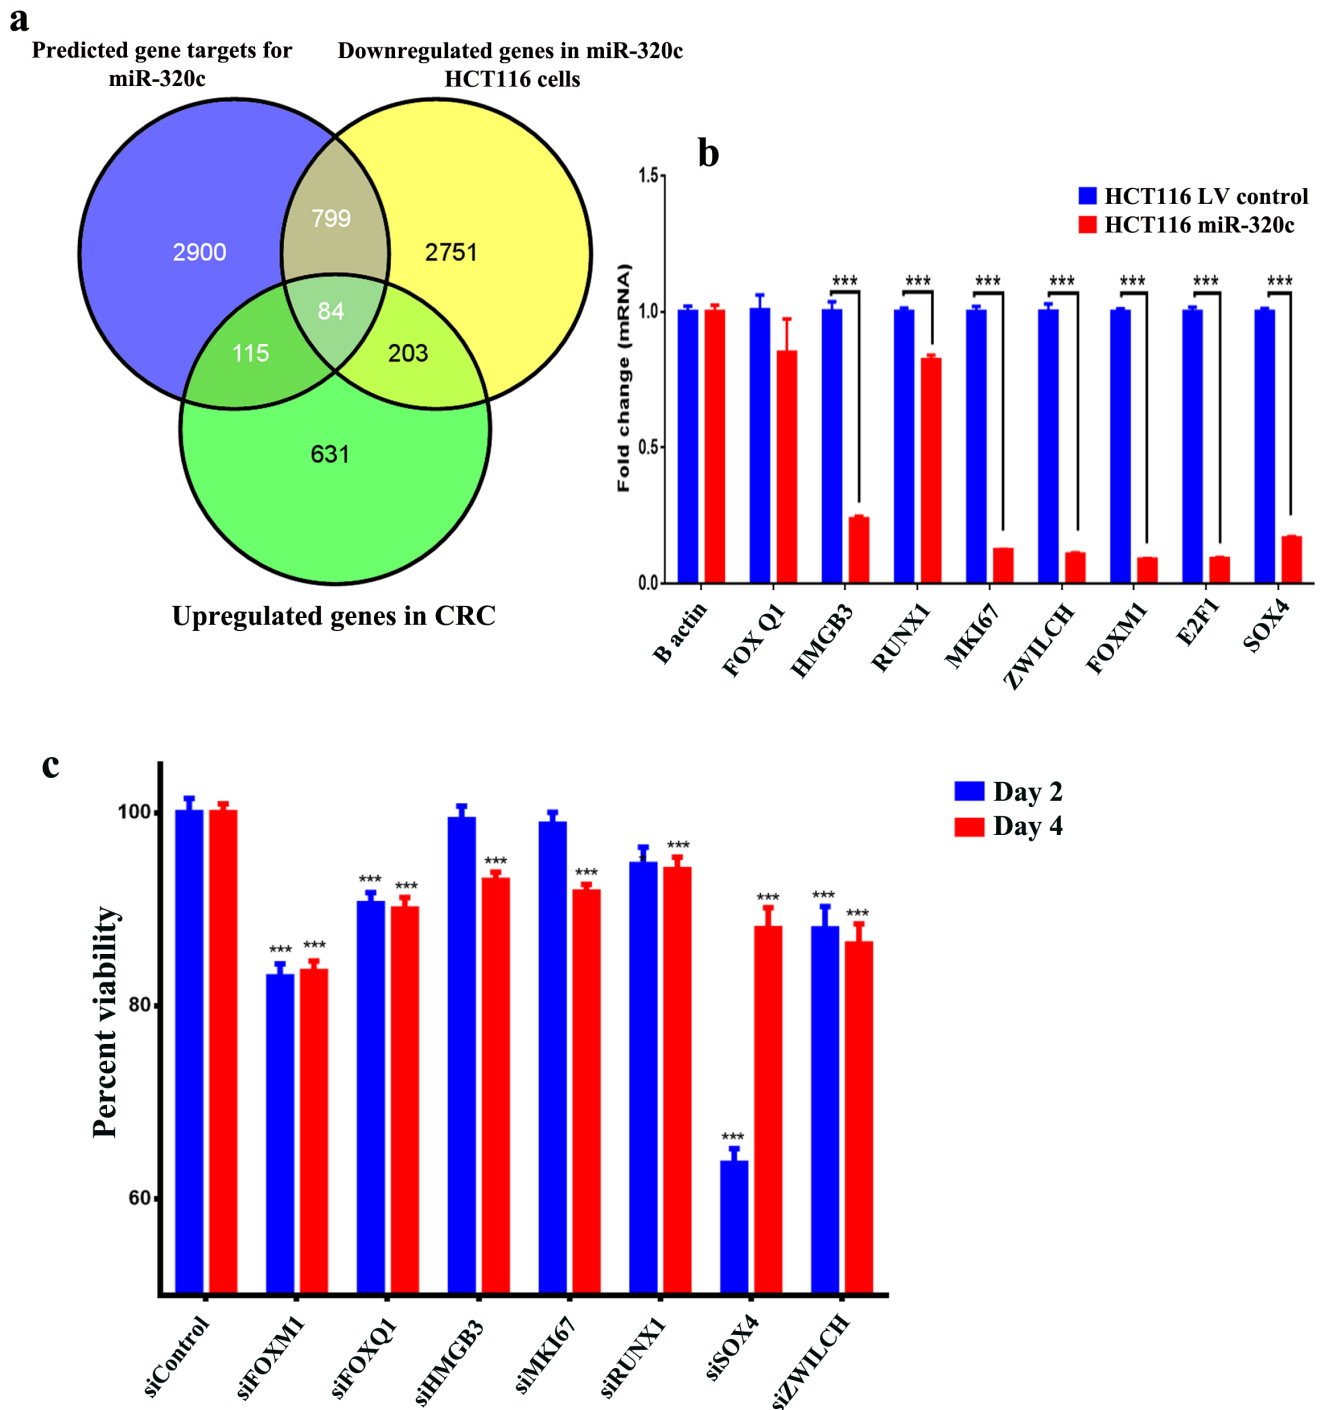 a
Predicted gene targets for
miR-320c
Downregulated genes in miR-320c
HCT116 cells
799
2900
2751
84
115
203
631
Upregulated genes in CRC
b
1.5
1.0
0.5
0.0
Fold change (mRNA)
HCT116 LV control
HCT116 miR-320c
*** *** *** *** *** *** ***
B actin
FOX Q1
HMGB3
RUNX1
MKI67
ZWILCH
FOXM1
E2F1
SOX4
c
100
80
60
Percent viability
Day 2
Day 4
*** ***
*** ***
***
***
***
*** ***
*** ***
siControl
siFOXM1
siFOXQ1
siHMGB3
siMKI67
siRUNX1
siSOX4
siZWILCH